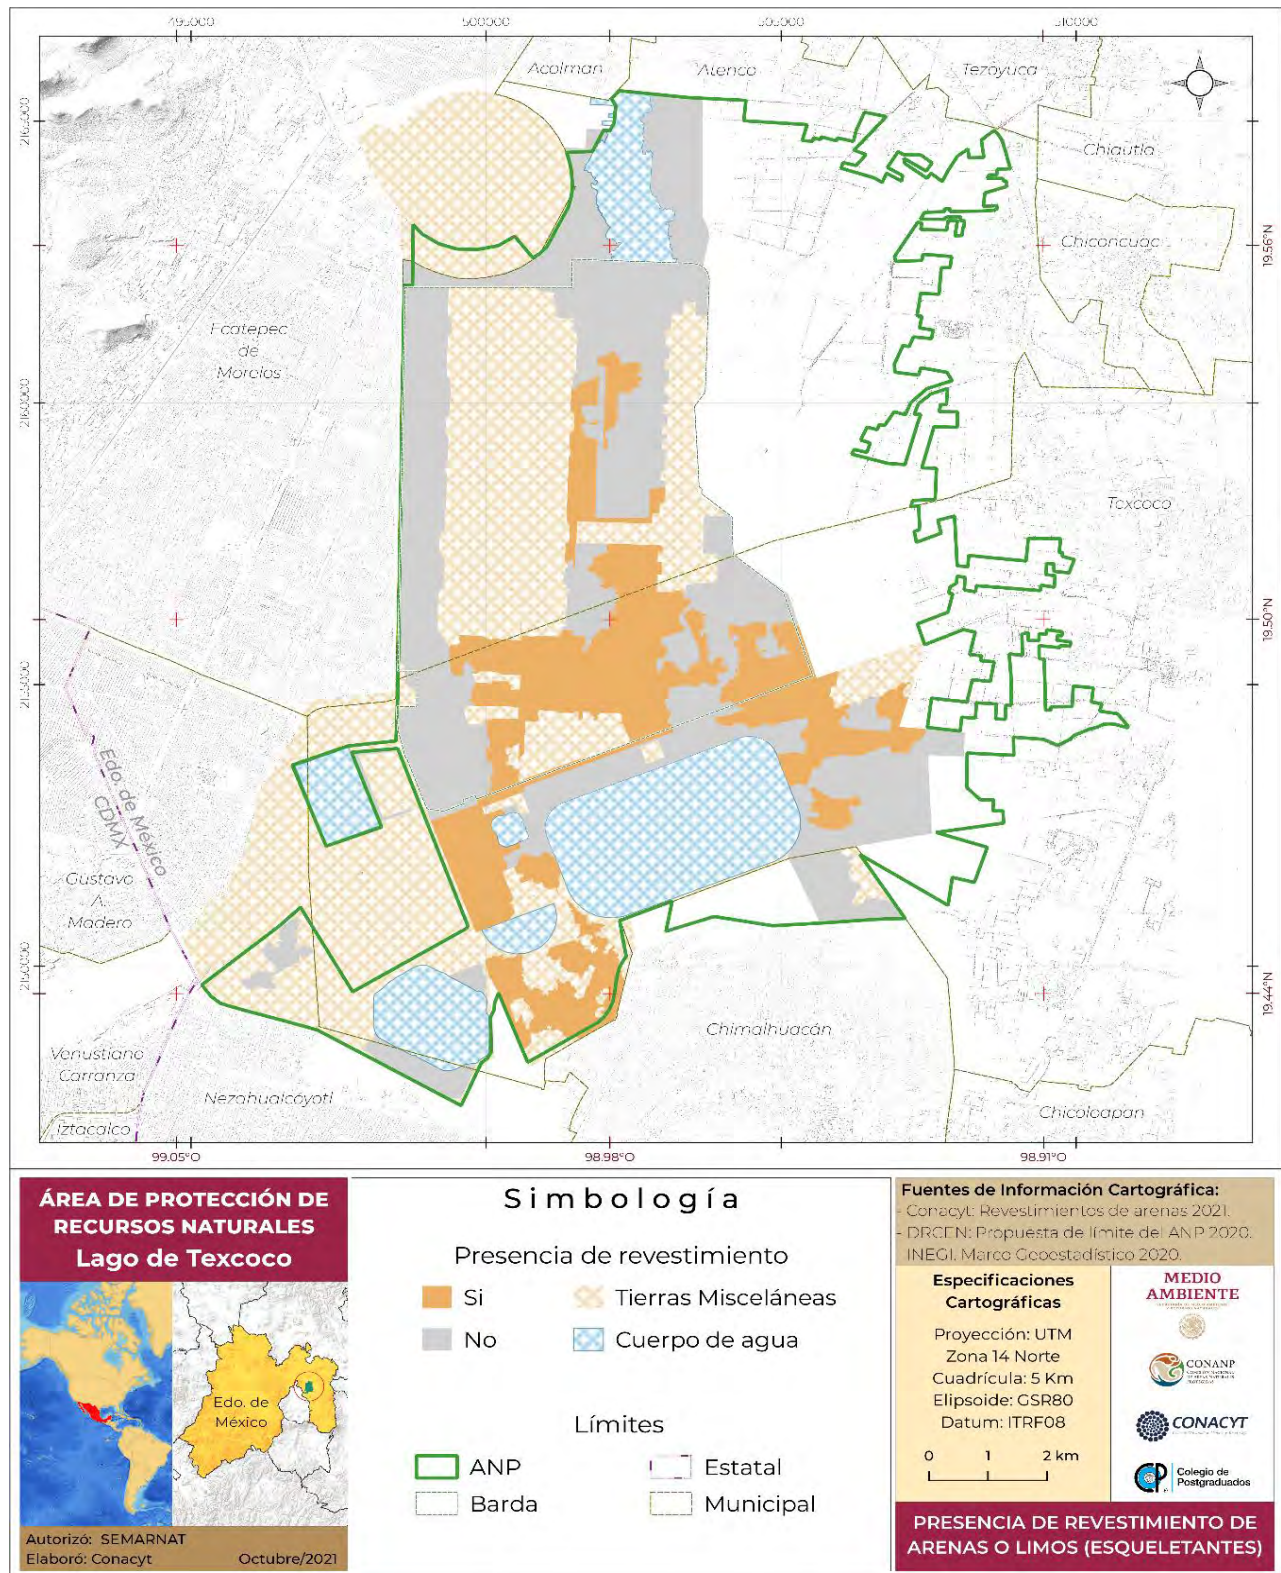 495000
500000
505000
510000
Acolman
Atenco
Tezoyuca
2165000
Chiautla
Chiconcuac
19.56°N
Ecatepec
de
Morelos
2160000
Texcoco
19.50°N
2155000
Edo. de México
CDMX
Gustavo
A.
Madero
2150000
19.44°N
Chimalhuacán
Venustiano
Carranza
Nezahualcóyotl
Iztacalco
Chicoloapan
99.05°O
98.98°O
98.91°O
ÁREA DE PROTECCIÓN DE
RECURSOS NATURALES
Lago de Texcoco
Edo. de
México
Autorizó: SEMARNAT
Elaboró: Conacyt
Octubre/2021
Simbología
Presencia de revestimiento
Si
Tierras Misceláneas
No
Cuerpo de agua
Límites
ANP
Estatal
Barda
Municipal
Fuentes de Información Cartográfica:
- Conacyt: Revestimientos de arenas 2021.
- DRCEN: Propuesta de límite del ANP 2020.
INEGI. Marco Geoestadístico 2020.
Especificaciones
Cartográficas
Proyección: UTM
Zona 14 Norte
Cuadrícula: 5 Km
Elipsoide: GSR80
Datum: ITRF08
0 1 2 km
MEDIO
AMBIENTE
CONANP
CONACYT
CP
Colegio de
Postgraduados
PRESENCIA DE REVESTIMIENTO DE
ARENAS O LIMOS (ESQUELETANTES)